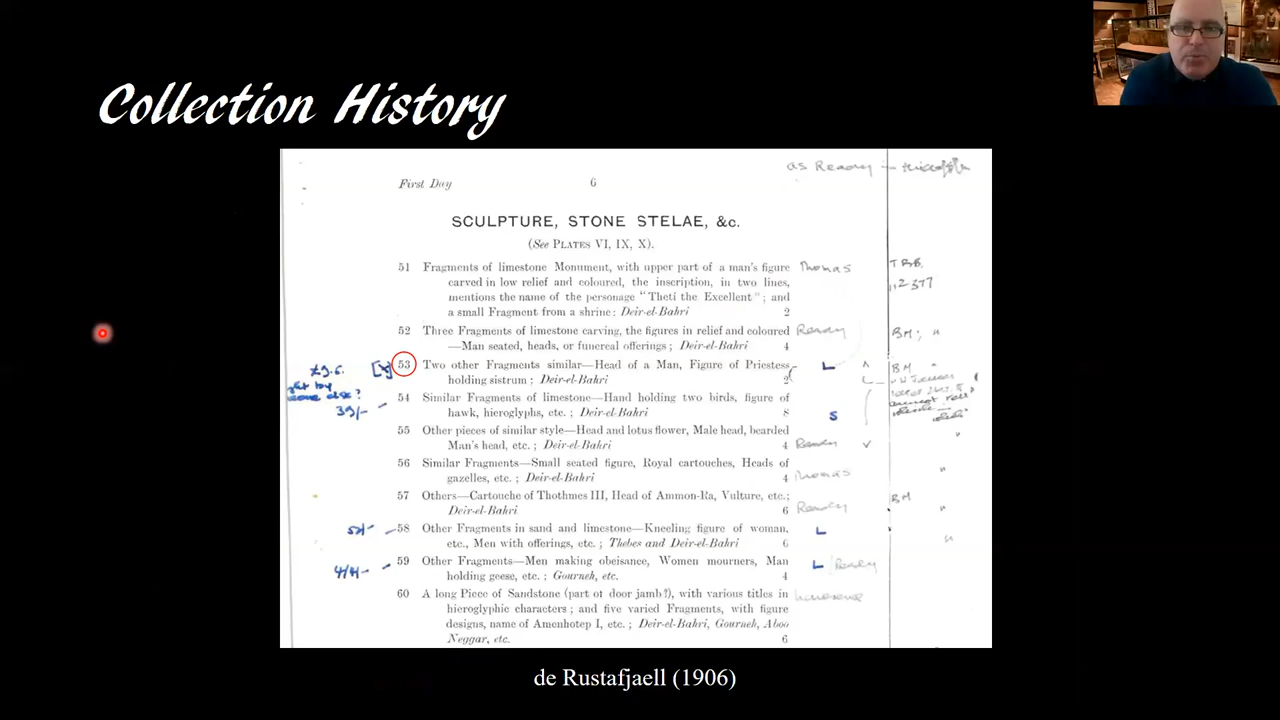 Collection History
as Ready
First Day 6
SCULPTURE, STONE STELAE, &c.
(See PLATES VI, IX, X).
51 Fragments of limestone Monument, with upper part of a man's figure Thomas
carved in low relief and coloured, the inscription, in two lines,
mentions the name of the personage "Theti the Excellent"; and
a small Fragment from a shrine: Deir-el-Bahri 2
52 Three Fragments of limestone carving, the figures in relief and coloured Ready
—Man seated, heads, or funereal offerings; Deir-el-Bahri 4 BM; "
53 Two other Fragments similar—Head of a Man, Figure of Priestess L BM
holding sistrum; Deir-el-Bahri 2
54 Similar Fragments of limestone—Hand holding two birds, figure of
39/- hawk, hieroglyphs, etc.; Deir-el-Bahri 8 S
55 Other pieces of similar style—Head and lotus flower, Male head, bearded
Man's head, etc.; Deir-el-Bahri 4 Ready "
56 Similar Fragments—Small seated figure, Royal cartouches, Heads of
gazelles, etc.; Deir-el-Bahri 4 Thomas "
57 Others—Cartouche of Thothmes III, Head of Ammon-Ra, Vulture, etc.; BM
Deir-el-Bahri 6 Ready "
58 Other Fragments in sand and limestone—Kneeling figure of woman, L
etc., Men with offerings, etc.; Thebes and Deir-el-Bahri 6 "
59 Other Fragments—Men making obeisance, Women mourners, Man L Ready
holding geese, etc.; Gourneh, etc. 4
60 A long Piece of Sandstone (part of door jamb?), with various titles in
hieroglyphic characters; and five varied Fragments, with figure
designs, name of Amenhotep I, etc.; Deir-el-Bahri, Gourneh, Aboo
Neggar, etc. 6
de Rustafjaell (1906)